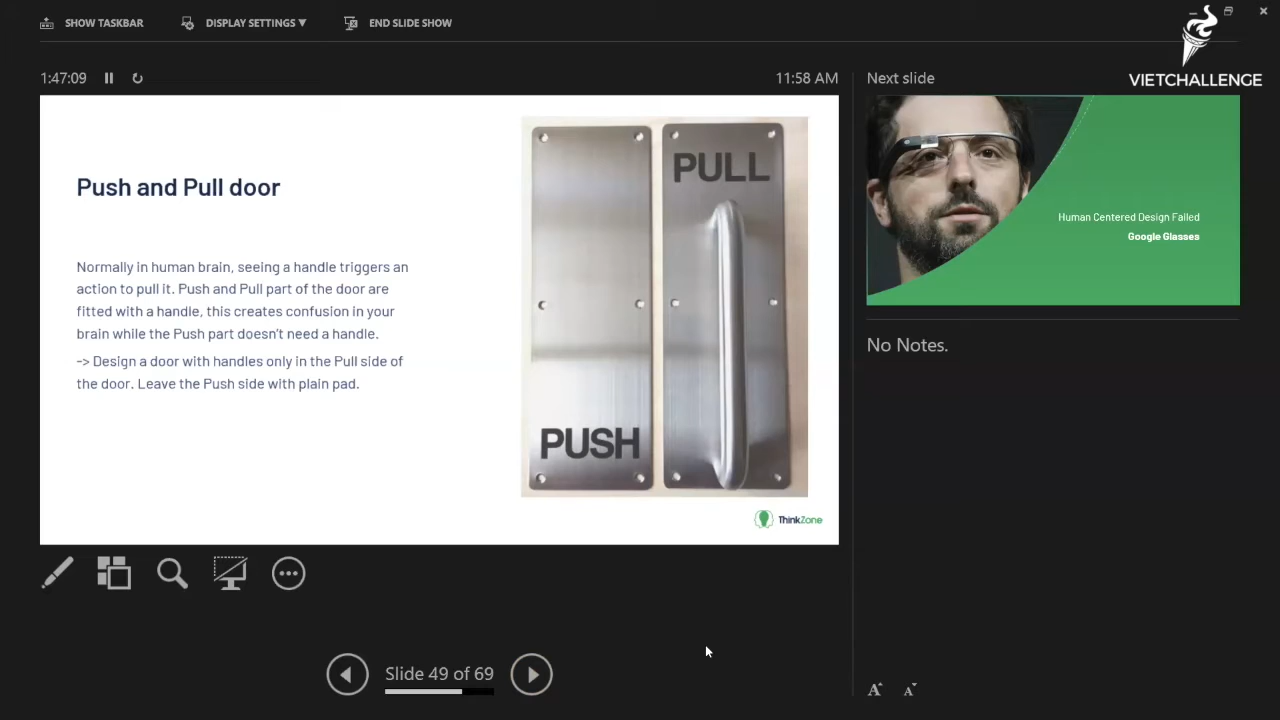 SHOW TASKBAR
DISPLAY SETTINGS ▼
END SLIDE SHOW
VIETCHALLENGE
1:47:09
11:58 AM
Next slide
Push and Pull door
Normally in human brain, seeing a handle triggers an
action to pull it. Push and Pull part of the door are
fitted with a handle, this creates confusion in your
brain while the Push part doesn't need a handle.
-> Design a door with handles only in the Pull side of
the door. Leave the Push side with plain pad.
PULL
PUSH
ThinkZone
Human Centered Design Failed
Google Glasses
No Notes.
Slide 49 of 69
A A